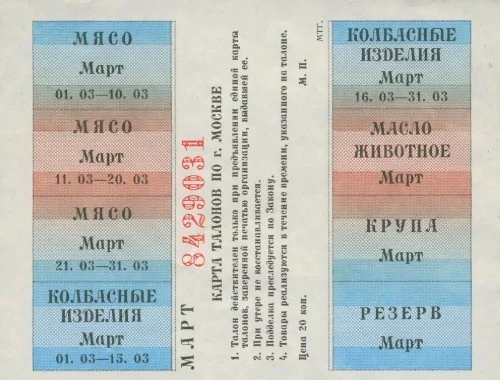 МЯСО
Март
01. 03—10. 03
МЯСО
Март
11. 03—20. 03
МЯСО
Март
21. 03—31. 03
КОЛБАСНЫЕ
ИЗДЕЛИЯ
Март
01. 03—15. 03
МАРТ
8429031
КАРТА ТАЛОНОВ ПО г. МОСКВЕ
1. Талон действителен только при предъявлении единой карты
талонов, заверенной печатью организации, выдавшей ее.
2. При утере не восстанавливается.
3. Подделка преследуется по Закону.
4. Товары реализуются в течение времени, указанного на талоне.
Цена 20 коп.
М. П.
МТГ.
КОЛБАСНЫЕ
ИЗДЕЛИЯ
Март
16. 03—31. 03
МАСЛО
ЖИВОТНОЕ
Март
КРУПА
Март
РЕЗЕРВ
Март